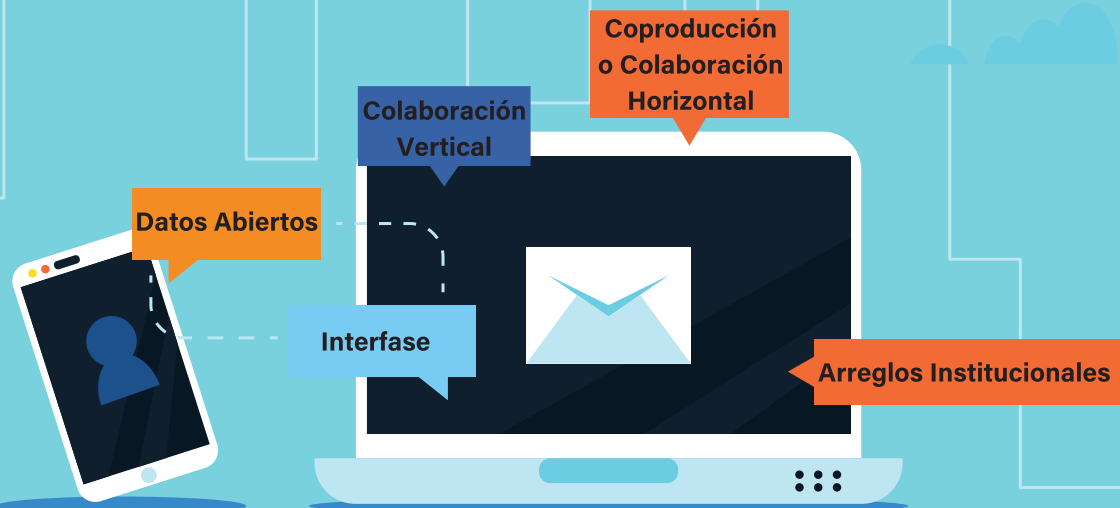 Coproducción
o Colaboración
Horizontal
Colaboración
Vertical
Datos Abiertos
Interfase
Arreglos Institucionales